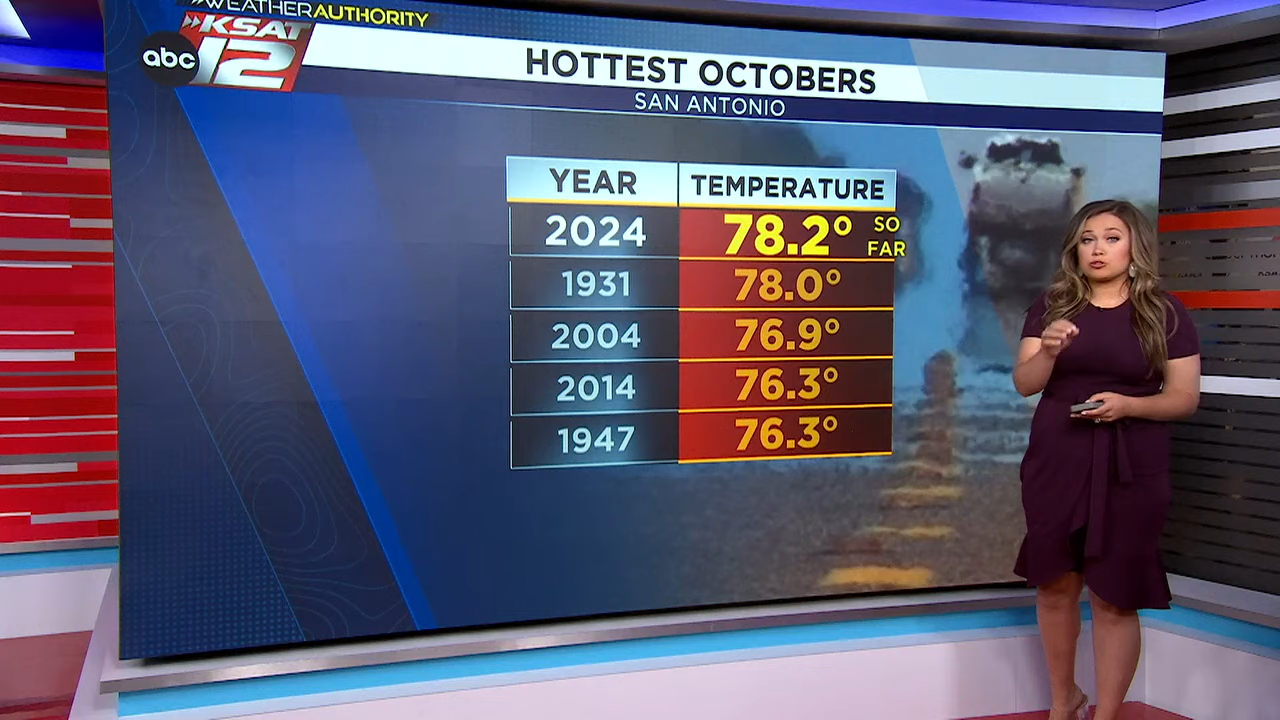 WEATHER AUTHORITY
KSAT
abc 12
HOTTEST OCTOBERS
SAN ANTONIO
YEAR TEMPERATURE
2024 78.2° SO FAR
1931 78.0°
2004 76.9°
2014 76.3°
1947 76.3°